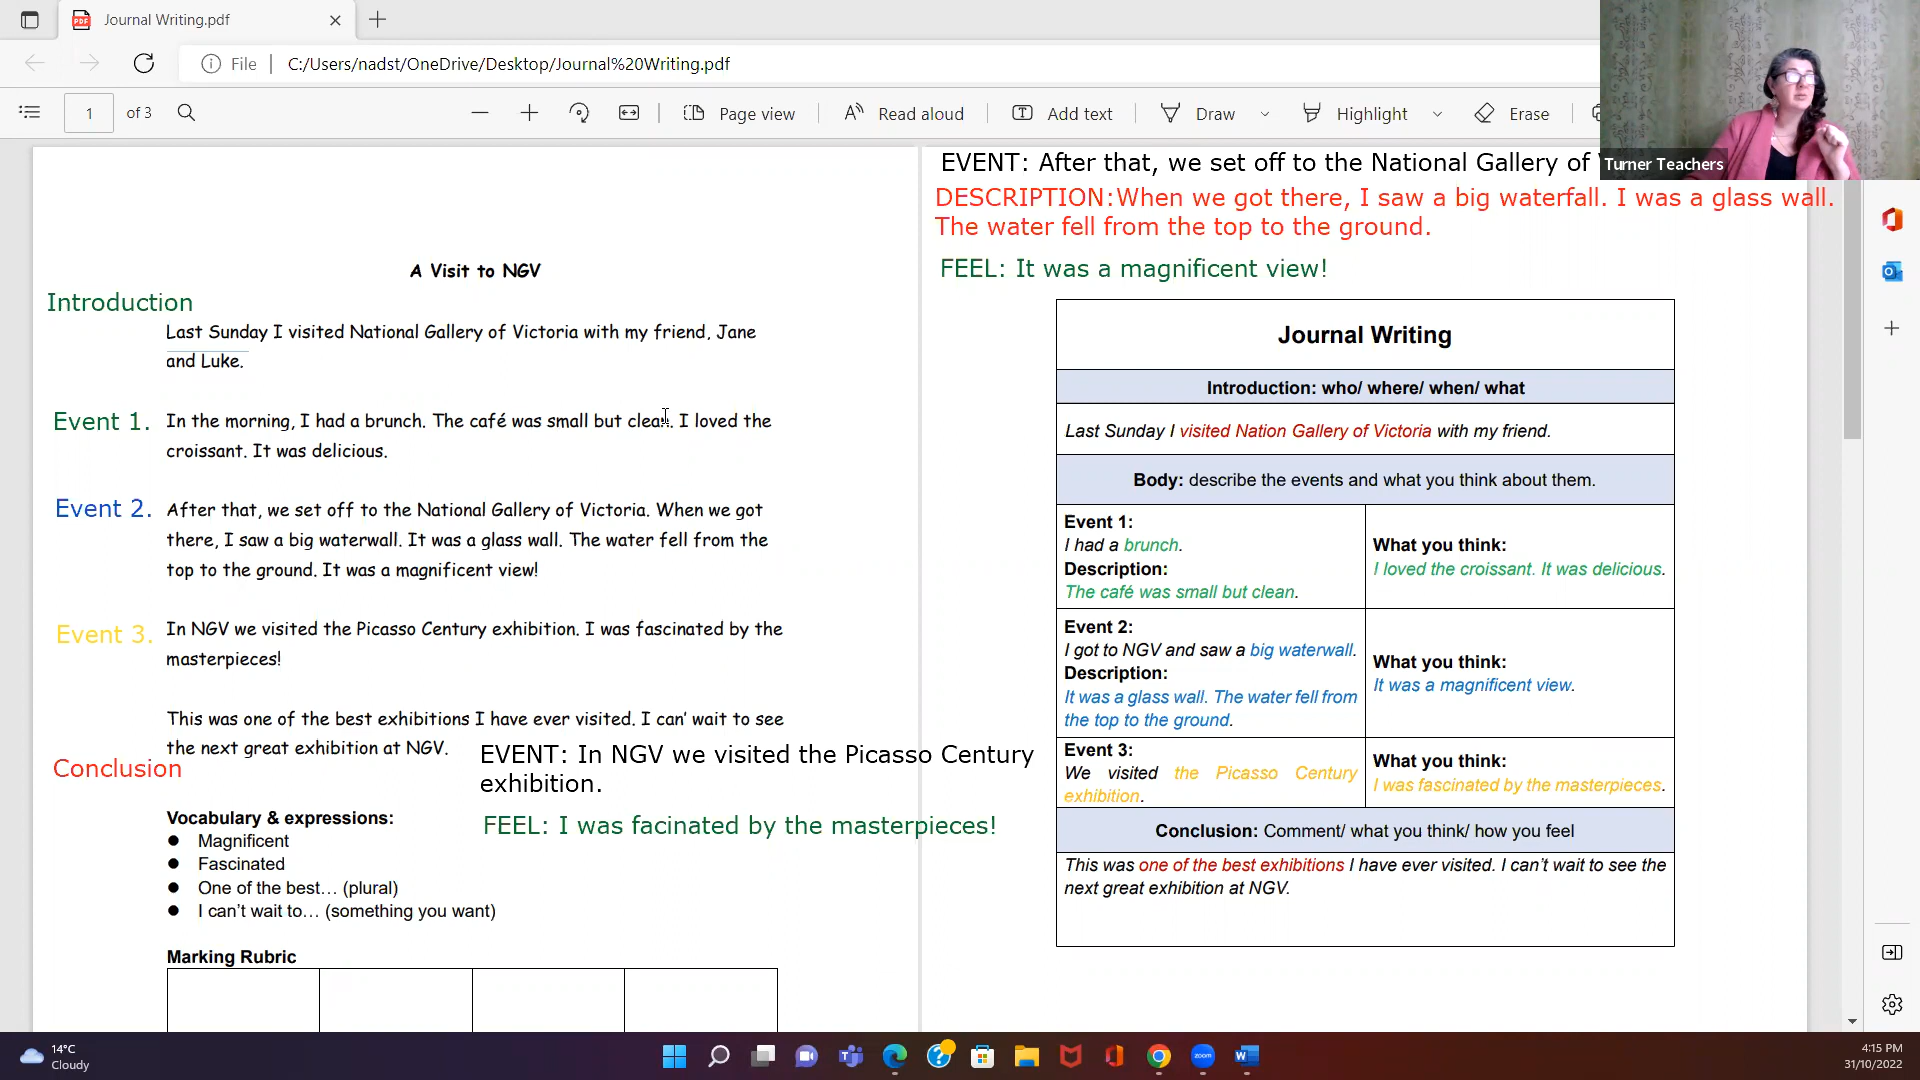 Journal Writing.pdf
File
C:/Users/nadst/OneDrive/Desktop/Journal%20Writing.pdf
1 of 3
Page view
Read aloud
Add text
Draw
Highlight
Erase
Turner Teachers
A Visit to NGV
Introduction
Last Sunday I visited National Gallery of Victoria with my friend, Jane
and Luke.
Event 1.
In the morning, I had a brunch. The café was small but clean. I loved the
croissant. It was delicious.
Event 2.
After that, we set off to the National Gallery of Victoria. When we got
there, I saw a big waterwall. It was a glass wall. The water fell from the
top to the ground. It was a magnificent view!
Event 3.
In NGV we visited the Picasso Century exhibition. I was fascinated by the
masterpieces!
This was one of the best exhibitions I have ever visited. I can' wait to see
the next great exhibition at NGV.
Conclusion
EVENT: In NGV we visited the Picasso Century
exhibition.
FEEL: I was facinated by the masterpieces!
Vocabulary & expressions:
● Magnificent
● Fascinated
● One of the best… (plural)
● I can't wait to… (something you want)
Marking Rubric
EVENT: After that, we set off to the National Gallery of
DESCRIPTION:When we got there, I saw a big waterfall. I was a glass wall.
The water fell from the top to the ground.
FEEL: It was a magnificent view!
Journal Writing
Introduction: who/ where/ when/ what
Last Sunday I visited Nation Gallery of Victoria with my friend.
Body: describe the events and what you think about them.
Event 1:
I had a brunch.
Description:
The café was small but clean.
What you think:
I loved the croissant. It was delicious.
Event 2:
I got to NGV and saw a big waterwall.
Description:
It was a glass wall. The water fell from
the top to the ground.
What you think:
It was a magnificent view.
Event 3:
We visited the Picasso Century
exhibition.
What you think:
I was fascinated by the masterpieces.
Conclusion: Comment/ what you think/ how you feel
This was one of the best exhibitions I have ever visited. I can't wait to see the
next great exhibition at NGV.
14°C
Cloudy
zoom
4:15 PM
31/10/2022